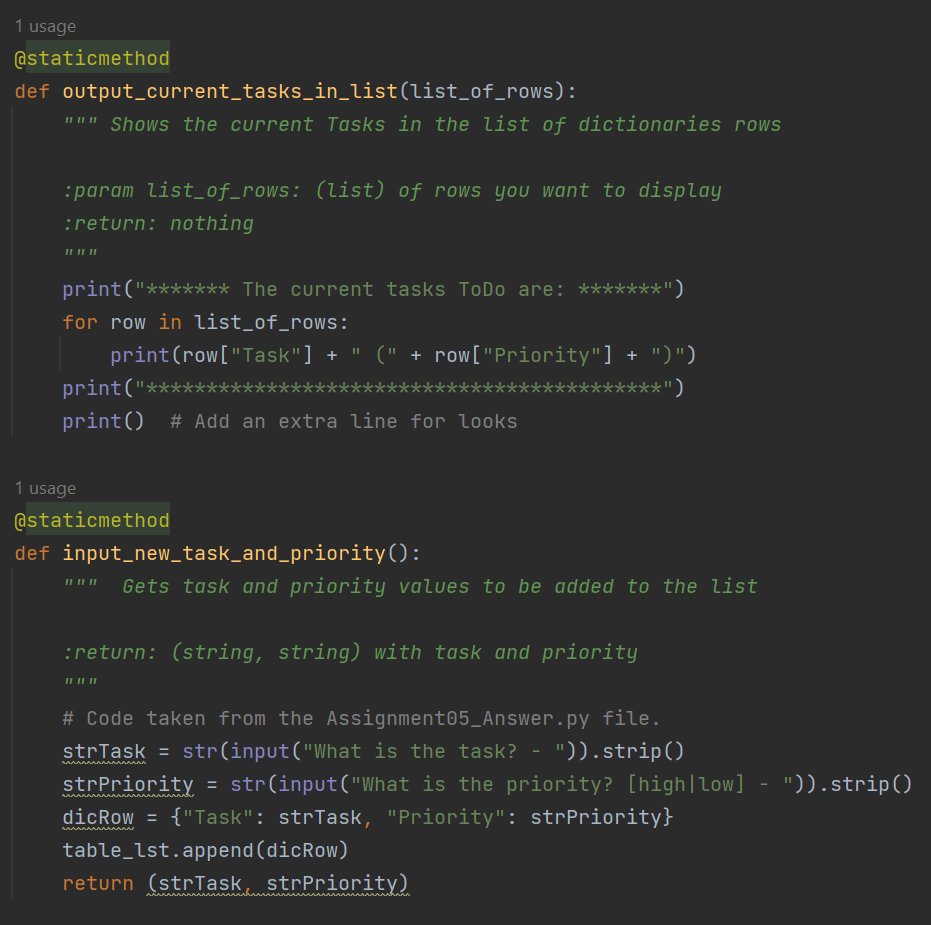 1 usage
@staticmethod
def output_current_tasks_in_list(list_of_rows):
    """ Shows the current Tasks in the list of dictionaries rows

    :param list_of_rows: (list) of rows you want to display
    :return: nothing
    """
    print("******* The current tasks ToDo are: *******")
    for row in list_of_rows:
        print(row["Task"] + " (" + row["Priority"] + ")")
    print("*******************************************")
    print()  # Add an extra line for looks

1 usage
@staticmethod
def input_new_task_and_priority():
    """  Gets task and priority values to be added to the list

    :return: (string, string) with task and priority
    """
    # Code taken from the Assignment05_Answer.py file.
    strTask = str(input("What is the task? - ")).strip()
    strPriority = str(input("What is the priority? [high|low] - ")).strip()
    dicRow = {"Task": strTask, "Priority": strPriority}
    table_lst.append(dicRow)
    return (strTask, strPriority)